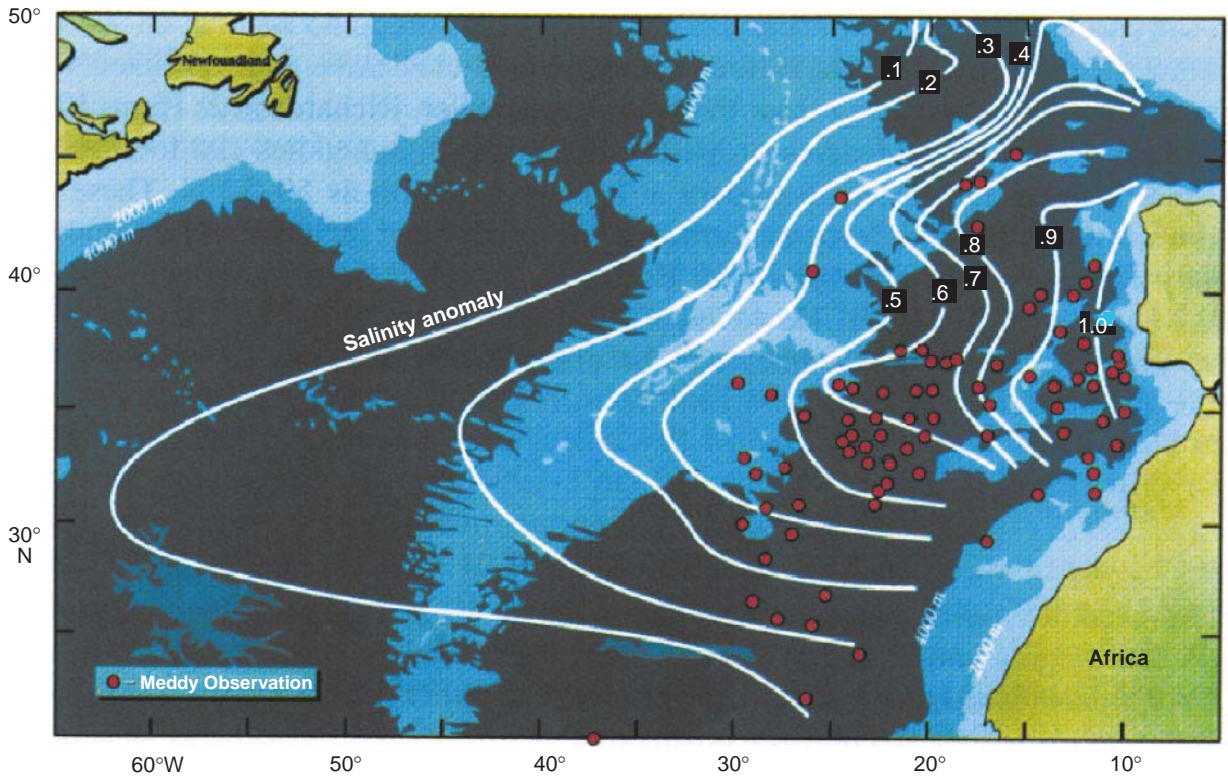 50°
40°
30°
N
Newfoundland
2000 m
4000 m
4000 m
.1
.2
.3
.4
Salinity anomaly
.5
.6
.7
.8
.9
1.0
4000 m
2000 m
Africa
Meddy Observation
60°W
50°
40°
30°
20°
10°